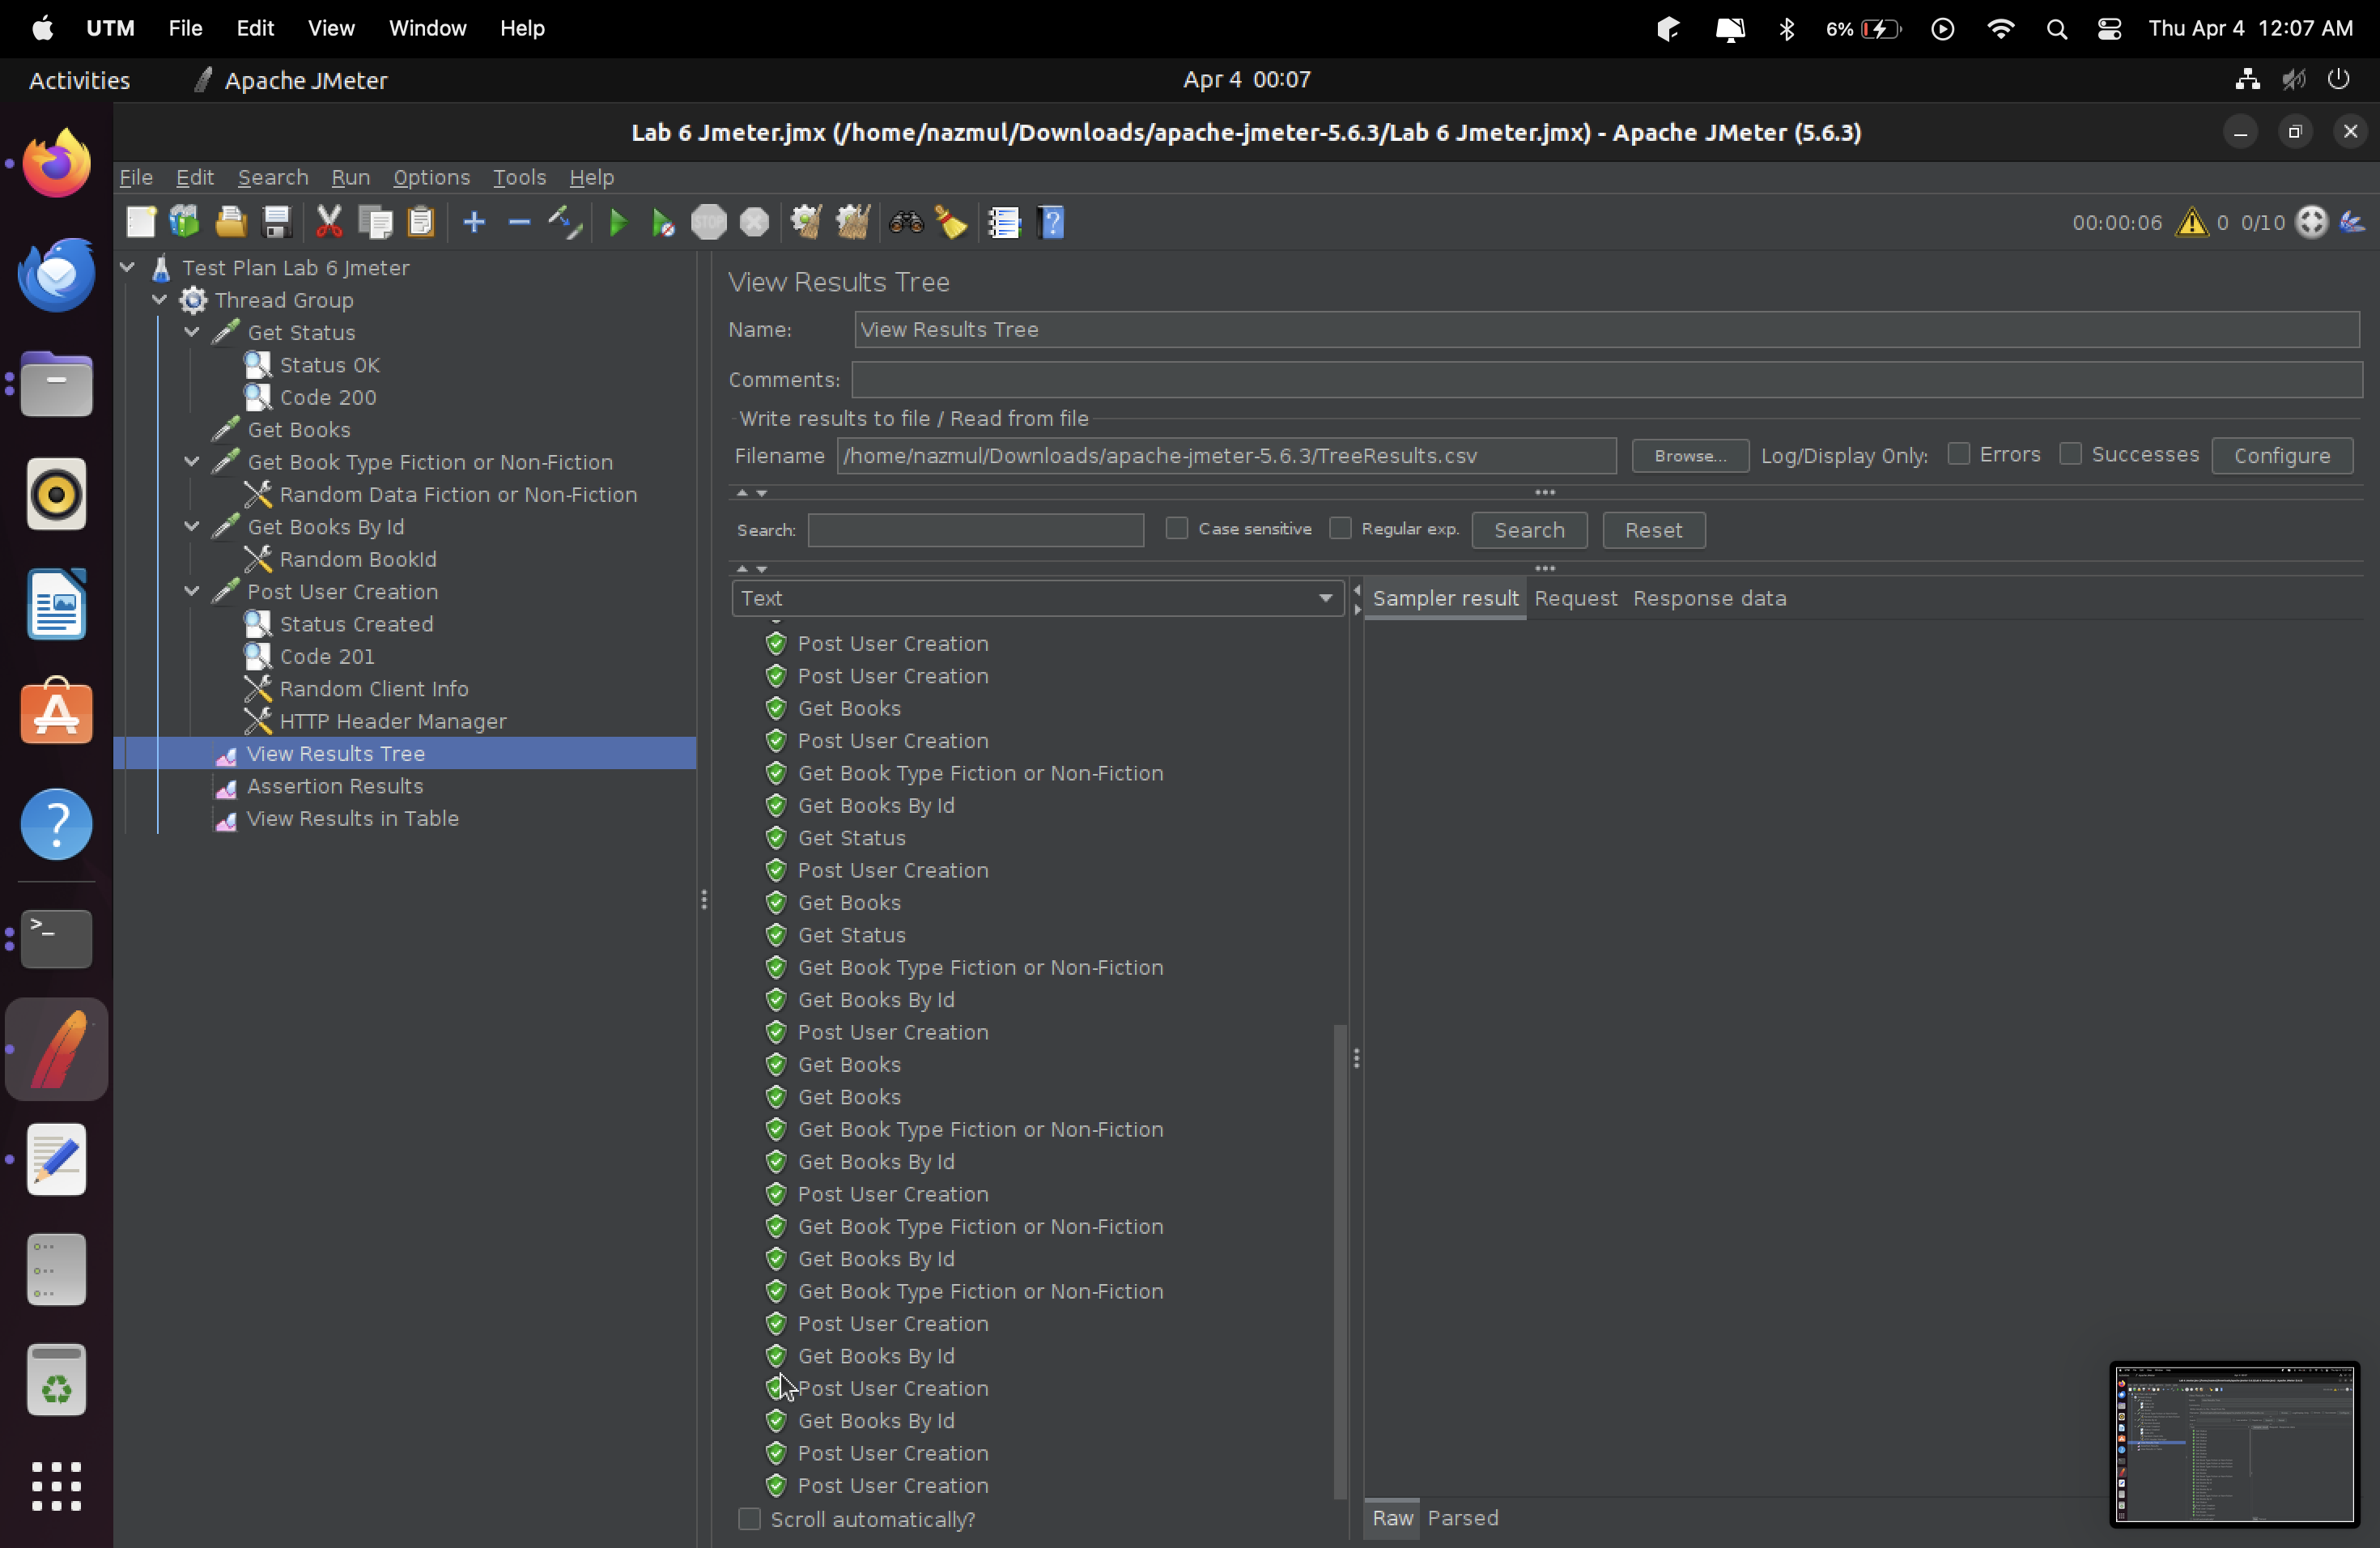 UTM File Edit View Window Help 6% Thu Apr 4 12:07 AM
Activities Apache JMeter Apr 4 00:07
Lab 6 Jmeter.jmx (/home/nazmul/Downloads/apache-jmeter-5.6.3/Lab 6 Jmeter.jmx) - Apache JMeter (5.6.3)
File Edit Search Run Options Tools Help
STOP 00:00:06 0 0/10
Test Plan Lab 6 Jmeter
Thread Group
Get Status
Status OK
Code 200
Get Books
Get Book Type Fiction or Non-Fiction
Random Data Fiction or Non-Fiction
Get Books By Id
Random BookId
Post User Creation
Status Created
Code 201
Random Client Info
HTTP Header Manager
View Results Tree
Assertion Results
View Results in Table
View Results Tree
Name: View Results Tree
Comments:
Write results to file / Read from file
Filename /home/nazmul/Downloads/apache-jmeter-5.6.3/TreeResults.csv Browse... Log/Display Only: Errors Successes Configure
Search: Case sensitive Regular exp. Search Reset
Text
Sampler result Request Response data
Post User Creation
Post User Creation
Get Books
Post User Creation
Get Book Type Fiction or Non-Fiction
Get Books By Id
Get Status
Post User Creation
Get Books
Get Status
Get Book Type Fiction or Non-Fiction
Get Books By Id
Post User Creation
Get Books
Get Books
Get Book Type Fiction or Non-Fiction
Get Books By Id
Post User Creation
Get Book Type Fiction or Non-Fiction
Get Books By Id
Get Book Type Fiction or Non-Fiction
Post User Creation
Get Books By Id
Post User Creation
Get Books By Id
Post User Creation
Post User Creation
Scroll automatically?
Raw Parsed